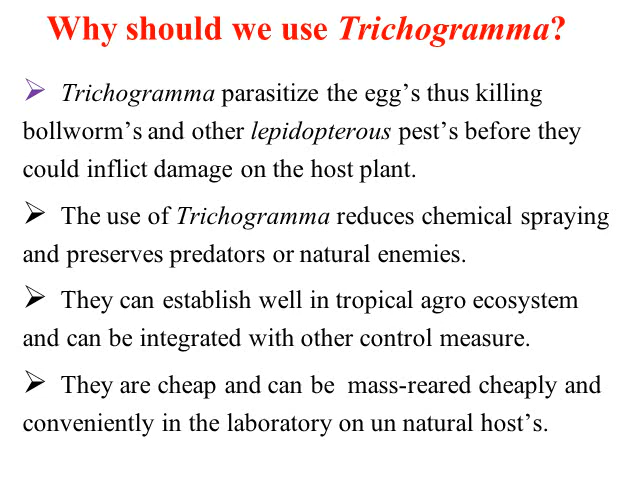 Why should we use Trichogramma?
➢ Trichogramma parasitize the egg’s thus killing
bollworm’s and other lepidopterous pest’s before they
could inflict damage on the host plant.
➢ The use of Trichogramma reduces chemical spraying
and preserves predators or natural enemies.
➢ They can establish well in tropical agro ecosystem
and can be integrated with other control measure.
➢ They are cheap and can be  mass-reared cheaply and
conveniently in the laboratory on un natural host’s.